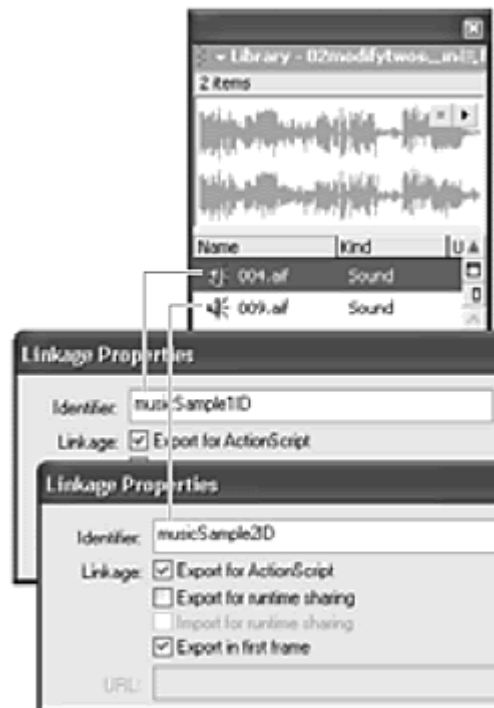 Library - 02modifytwos...
2 items
Name Kind U
004.aif Sound
009.aif Sound
Linkage Properties
Identifier: musicSample1ID
Linkage: Export for ActionScript
Linkage Properties
Identifier: musicSample2ID
Linkage: Export for ActionScript
Export for runtime sharing
Import for runtime sharing
Export in first frame
URL: